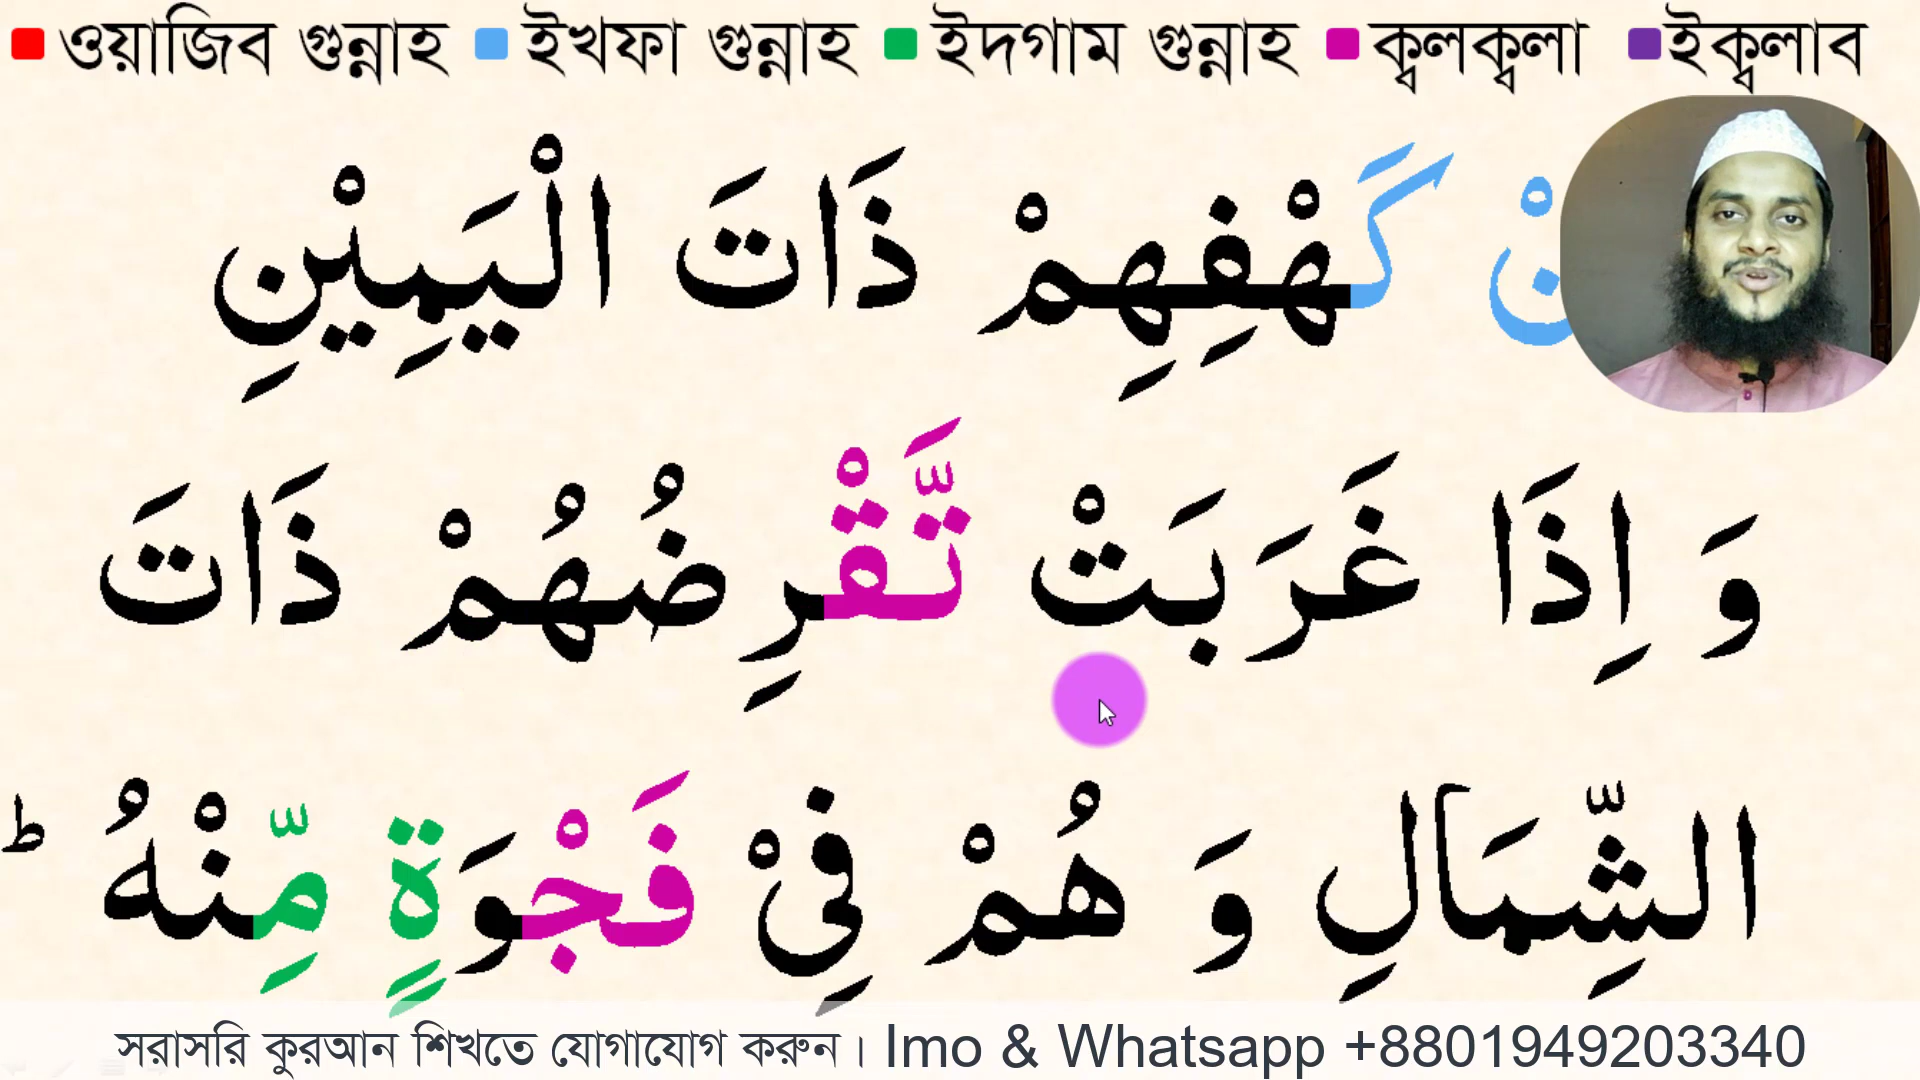 ওয়াজিব গুন্নাহ ইখফা গুন্নাহ ইদগাম গুন্নাহ ক্বলক্বলা ইক্বলাব
كَهْفِهِمْ ذَاتَ الْيَمِيْنِ
وَ اِذَا غَرَبَتْ تَّقْرِضُهُمْ ذَاتَ
الشِّمَالِ وَ هُمْ فِيْ فَجْوَةٍ مِّنْهُ ؕ
সরাসরি কুরআন শিখতে যোগাযোগ করুন। Imo & Whatsapp +8801949203340